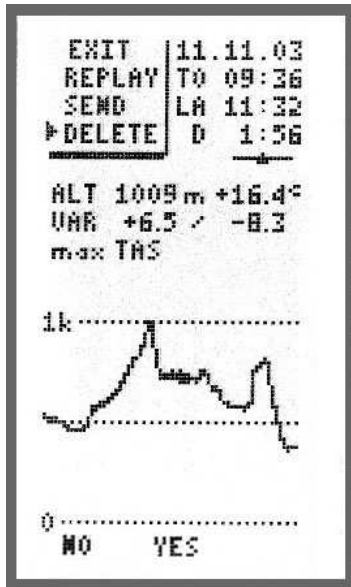 EXIT 11.11.03
REPLAY TO 09:36
SEND LA 11:32
DELETE D 1:56
ALT 1009 m +16.4°
VAR +6.5 / -8.3
max TAS
1k
0
NO YES